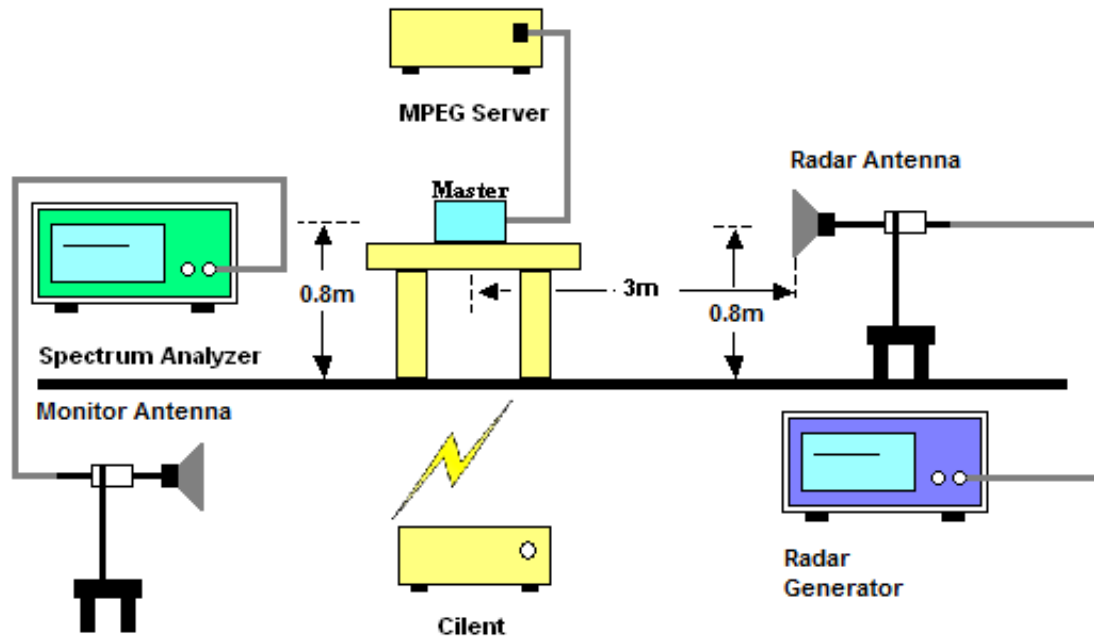 MPEG Server
Radar Antenna
Master
0.8m
3m
0.8m
Spectrum Analyzer
Monitor Antenna
Radar
Generator
Cilent